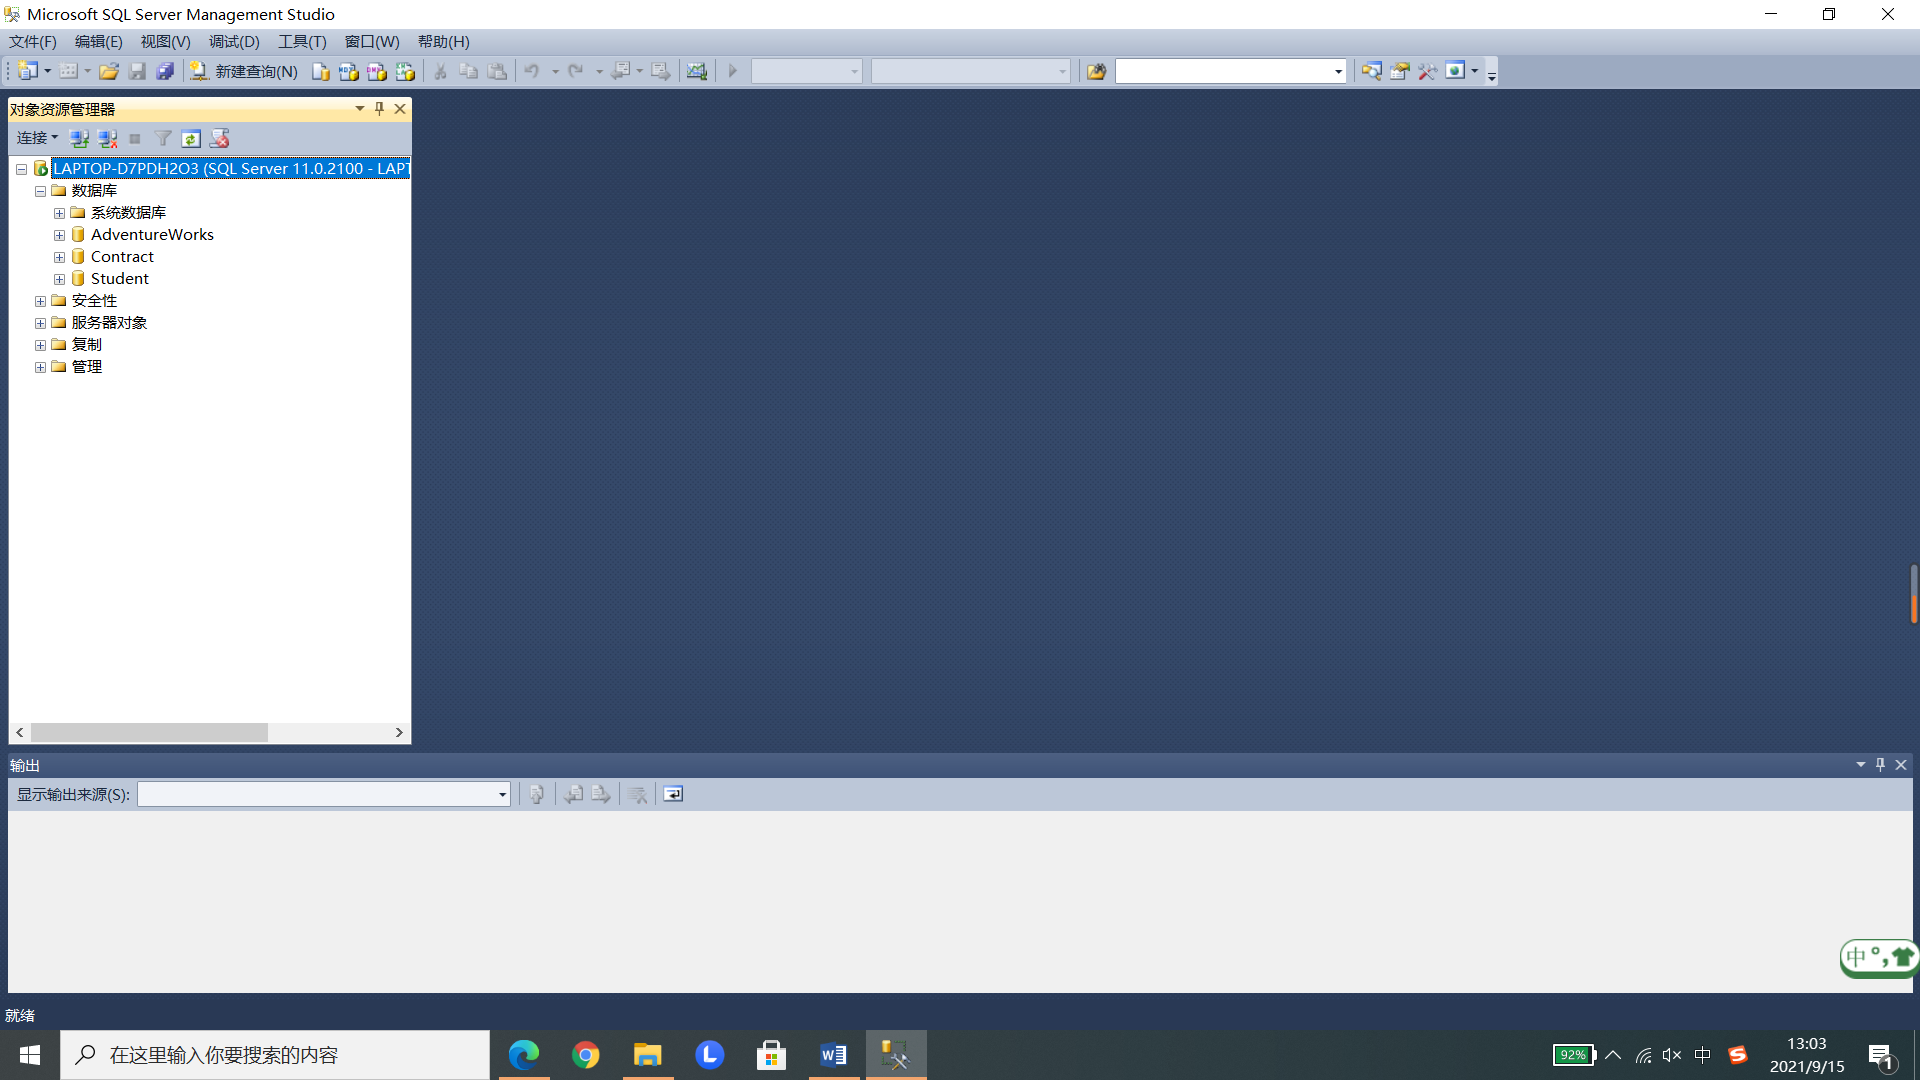 Microsoft SQL Server Management Studio
文件(F) 编辑(E) 视图(V) 调试(D) 工具(T) 窗口(W) 帮助(H)
新建查询(N)
对象资源管理器
连接
LAPTOP-D7PDH2O3 (SQL Server 11.0.2100 - LAPT
数据库
系统数据库
AdventureWorks
Contract
Student
安全性
服务器对象
复制
管理
输出
显示输出来源(S):
中
就绪
在这里输入你要搜索的内容
92%
中
13:03
2021/9/15
1